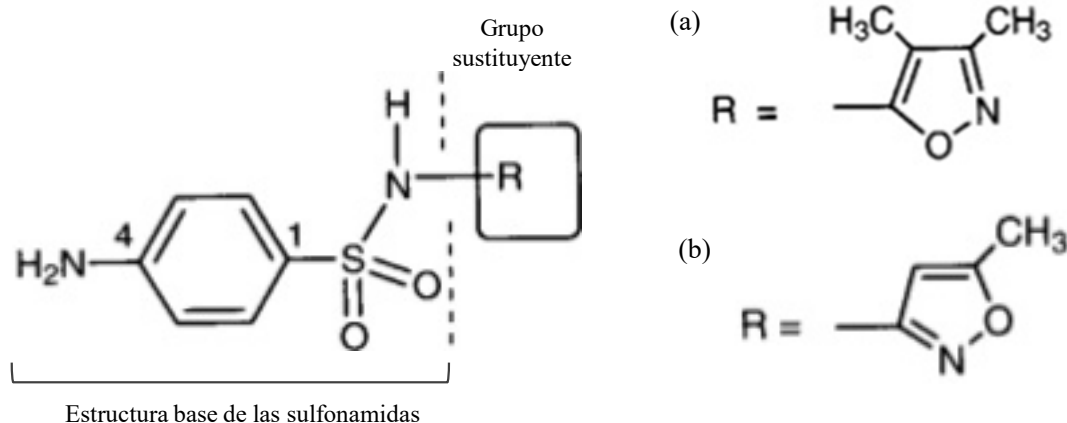 Grupo
sustituyente
H
N
R
4
1
H₂N
S
O
O
Estructura base de las sulfonamidas
(a)
H₃C
CH₃
R =
N
O
(b)
CH₃
R =
O
N